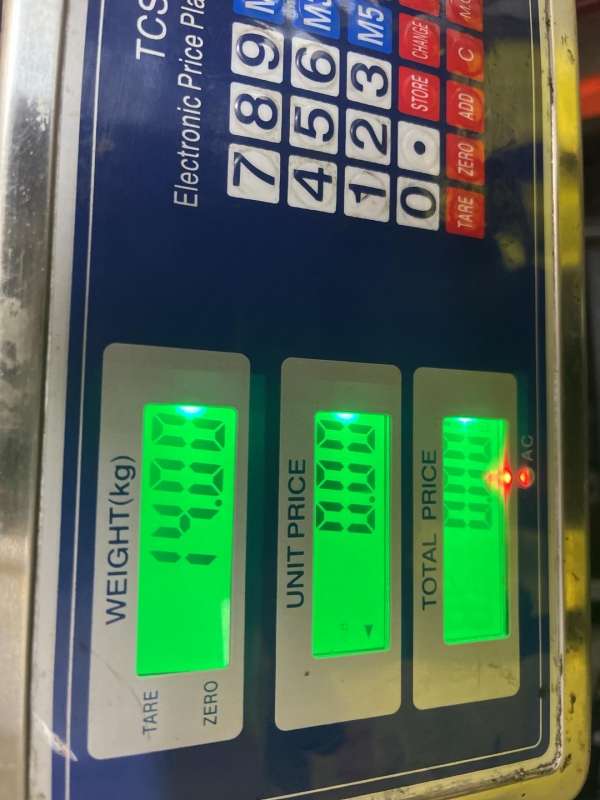 TCS
Electronic Price Pla
WEIGHT(kg)
14.00
TARE
ZERO
UNIT PRICE
0.00
TOTAL PRICE
0.00
AC
7 8 9
4 5 6
1 2 3 M5
0 . STORE CHANGE
TARE ZERO ADD C